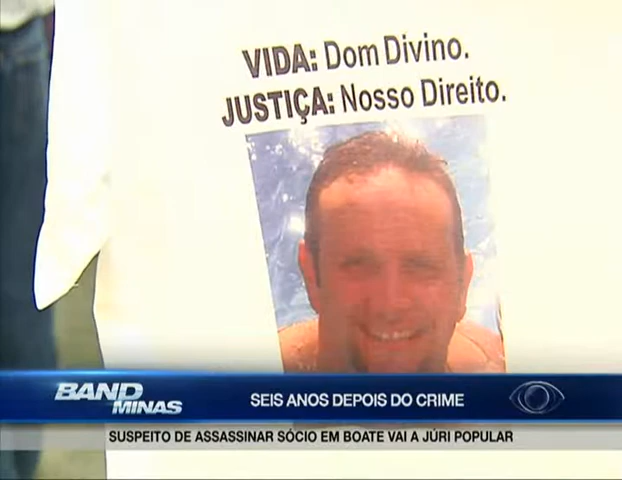 VIDA: Dom Divino.
JUSTIÇA: Nosso Direito.
BAND
MINAS
SEIS ANOS DEPOIS DO CRIME
SUSPEITO DE ASSASSINAR SÓCIO EM BOATE VAI A JÚRI POPULAR